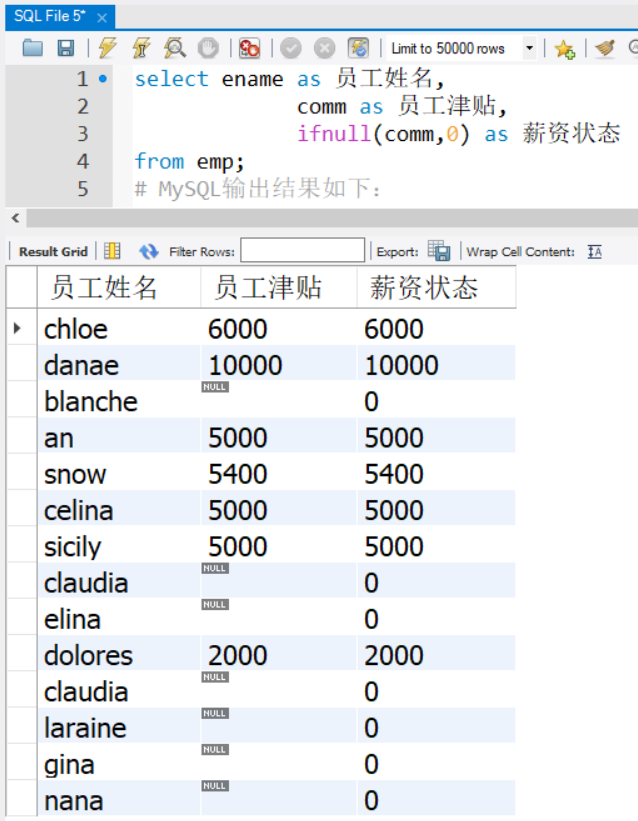 SQL File 5* ×
Limit to 50000 rows
1 select ename as 员工姓名,
2 comm as 员工津贴,
3 ifnull(comm,0) as 薪资状态
4 from emp;
5 # MySQL输出结果如下:
Result Grid Filter Rows: Export: Wrap Cell Content: IA
员工姓名 员工津贴 薪资状态
chloe 6000 6000
danae 10000 10000
blanche NULL 0
an 5000 5000
snow 5400 5400
celina 5000 5000
sicily 5000 5000
claudia NULL 0
elina NULL 0
dolores 2000 2000
claudia NULL 0
laraine NULL 0
gina NULL 0
nana NULL 0